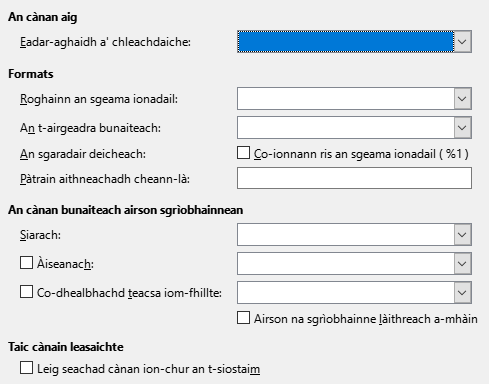 An cànan aig
Eadar-aghaidh a' chleachdaiche:
Formats
Roghainn an sgeama ionadail:
An t-airgeadra bunaiteach:
An sgaradair deicheach:
Co-ionnann ris an sgeama ionadail ( %1 )
Pàtrain aithneachadh cheann-là:
An cànan bunaiteach airson sgrìobhainnean
Siarach:
Àiseanach:
Co-dhealbhachd teacsa iom-fhillte:
Airson na sgrìobhainne làithreach a-mhàin
Taic cànain leasaichte
Leig seachad cànan ion-chur an t-siostaim